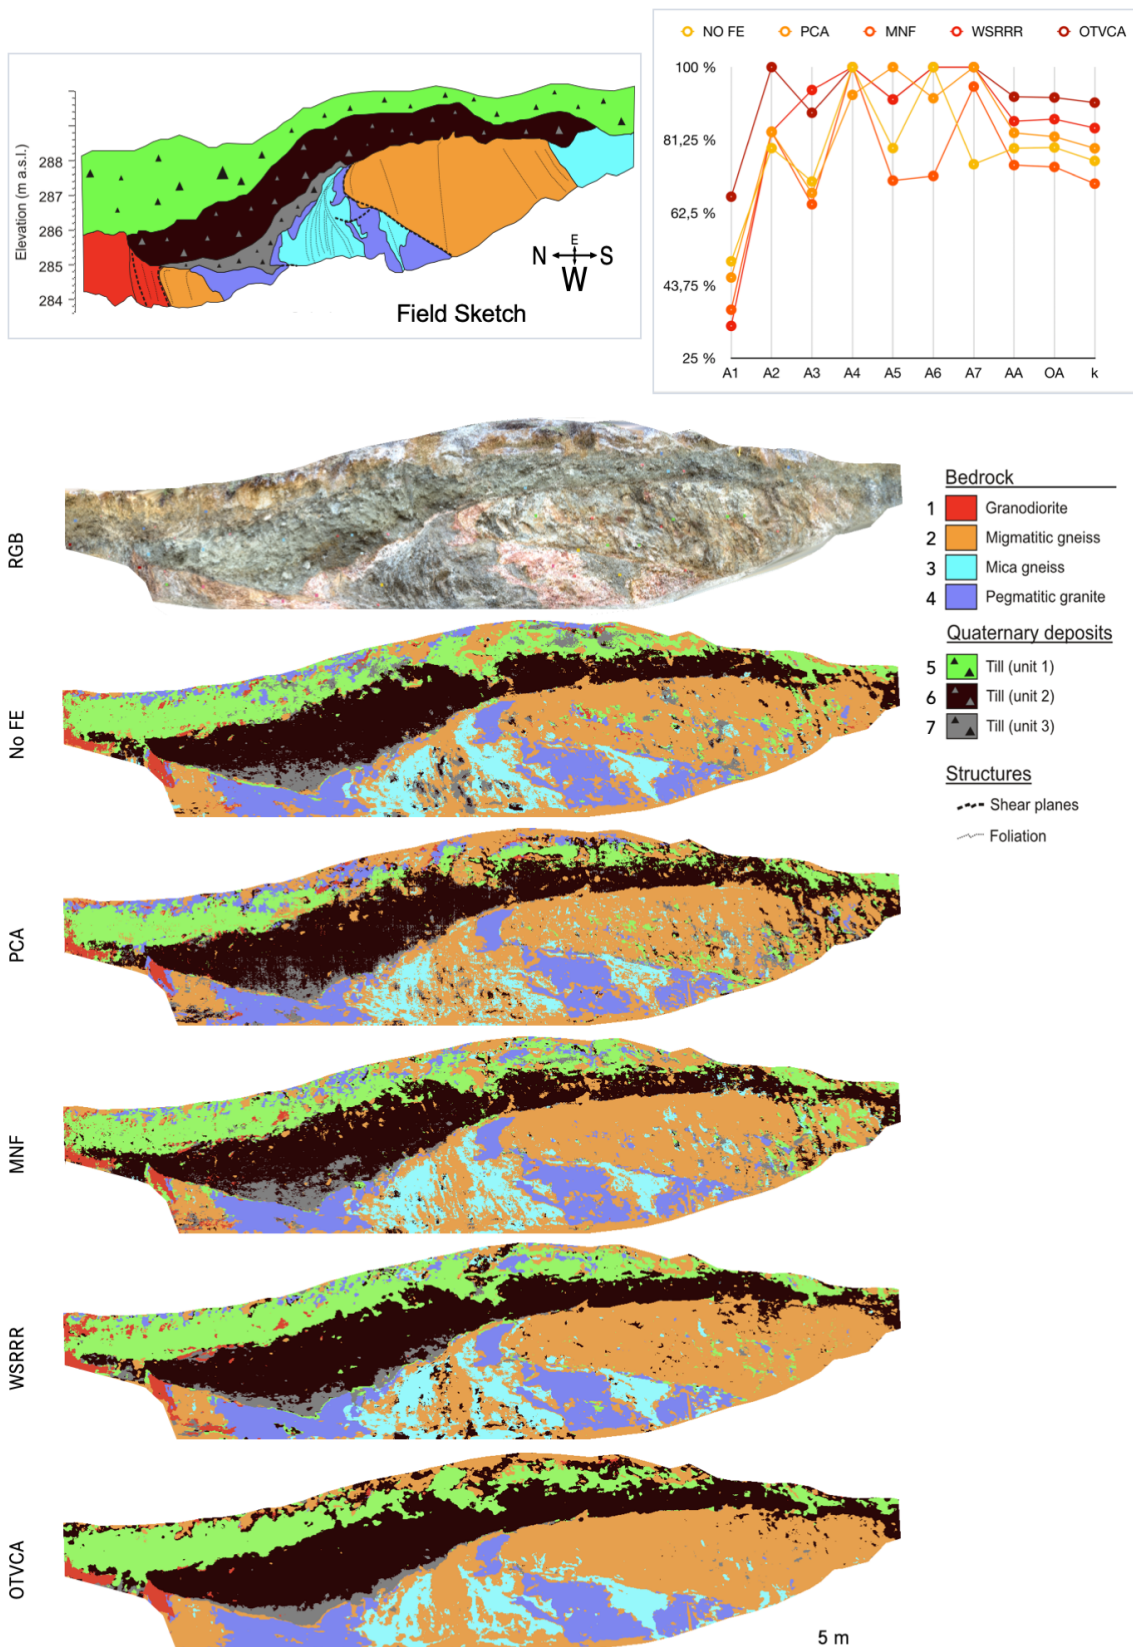 Elevation (m a.s.l.)
288
287
286
285
284
E
N S
W
Field Sketch
NO FE PCA MNF WSRRR OTVCA
100 %
81,25 %
62,5 %
43,75 %
25 %
A1 A2 A3 A4 A5 A6 A7 AA OA k
RGB
No FE
PCA
MNF
WSRRR
OTVCA
Bedrock
1 Granodiorite
2 Migmatitic gneiss
3 Mica gneiss
4 Pegmatitic granite
Quaternary deposits
5 Till (unit 1)
6 Till (unit 2)
7 Till (unit 3)
Structures
Shear planes
Foliation
5 m